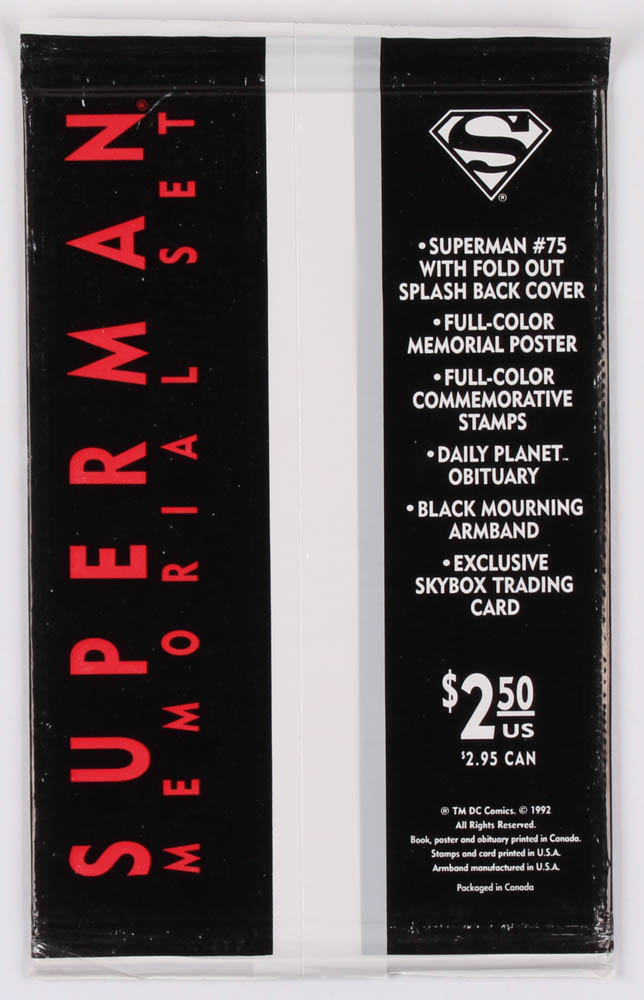 SUPERMAN®
MEMORIAL SET
S
®
• SUPERMAN #75
WITH FOLD OUT
SPLASH BACK COVER
• FULL-COLOR
MEMORIAL POSTER
• FULL-COLOR
COMMEMORATIVE
STAMPS
• DAILY PLANET™
OBITUARY
• BLACK MOURNING
ARMBAND
• EXCLUSIVE
SKYBOX TRADING
CARD
$2.50
US
$2.95 CAN
® TM DC Comics. © 1992
All Rights Reserved.
Book, poster and obituary printed in Canada.
Stamps and card printed in U.S.A.
Armband manufactured in U.S.A.
Packaged in Canada